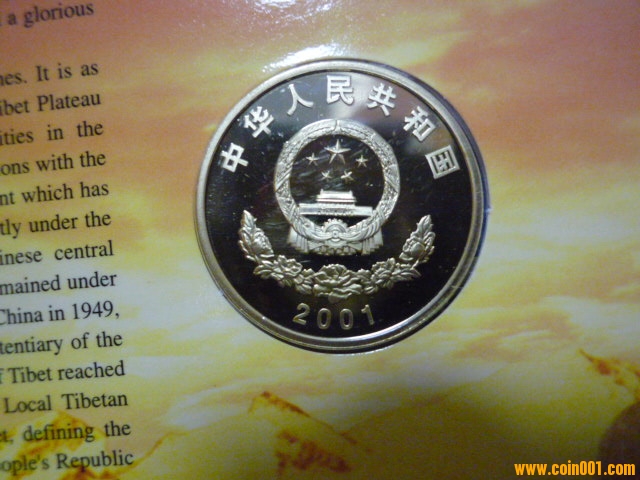 a glorious
nes. It is as
ibet Plateau
ities in the
ions with the
nt which has
tly under the
inese central
mained under
China in 1949,
tentiary of the
f Tibet reached
Local Tibetan
et, defining the
ople's Republic
中华人民共和国
2001
www.coin001.com